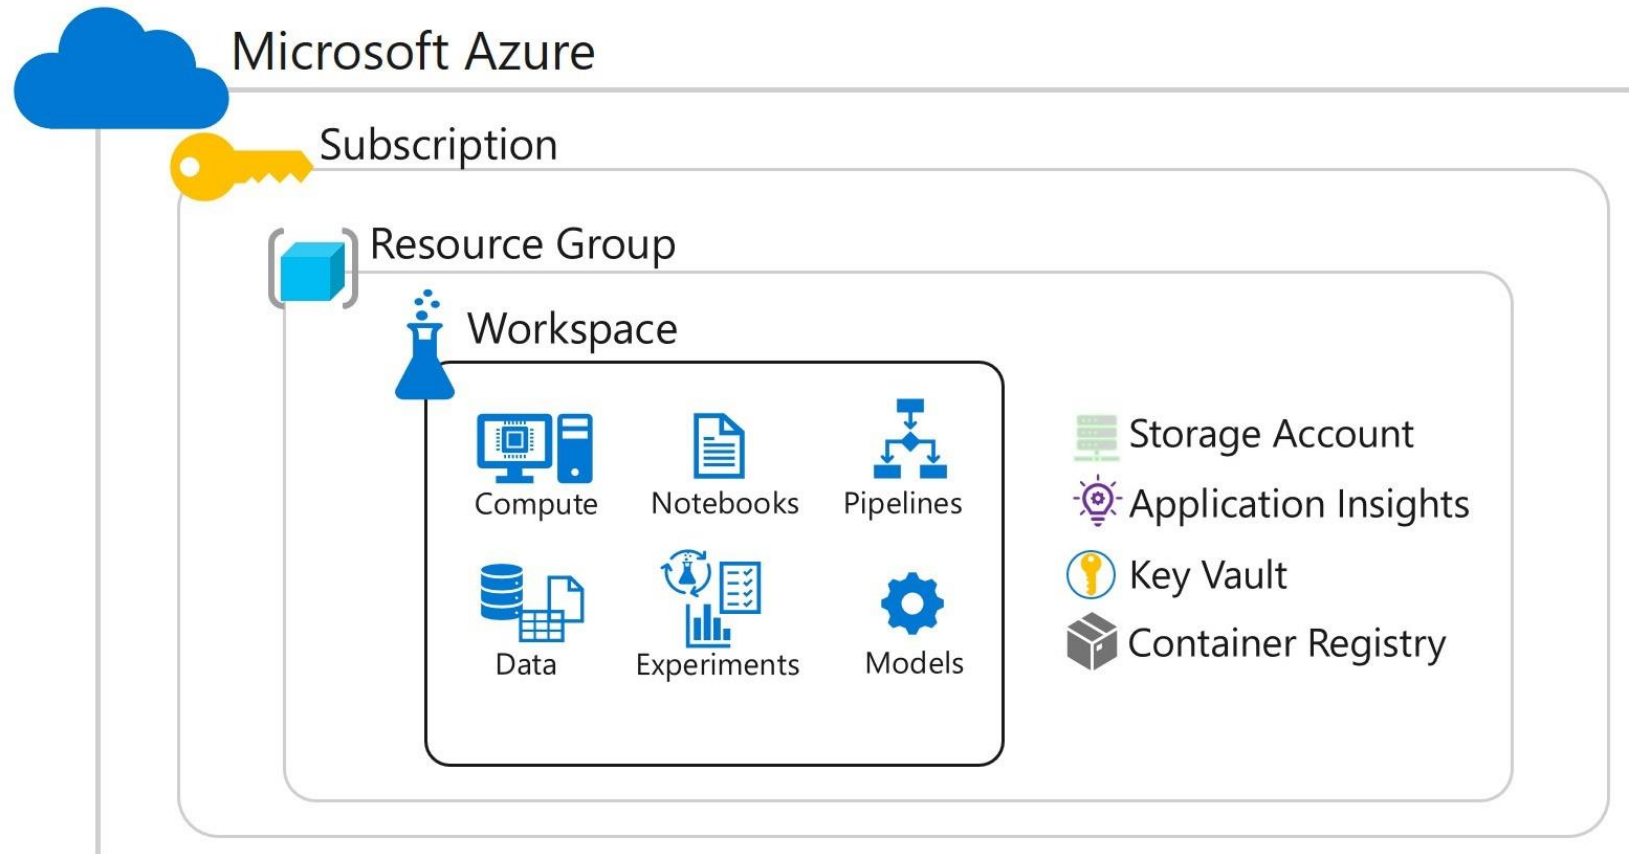 Microsoft Azure
Subscription
Resource Group
Workspace
Compute
Notebooks
Pipelines
Data
Experiments
Models
Storage Account
Application Insights
Key Vault
Container Registry